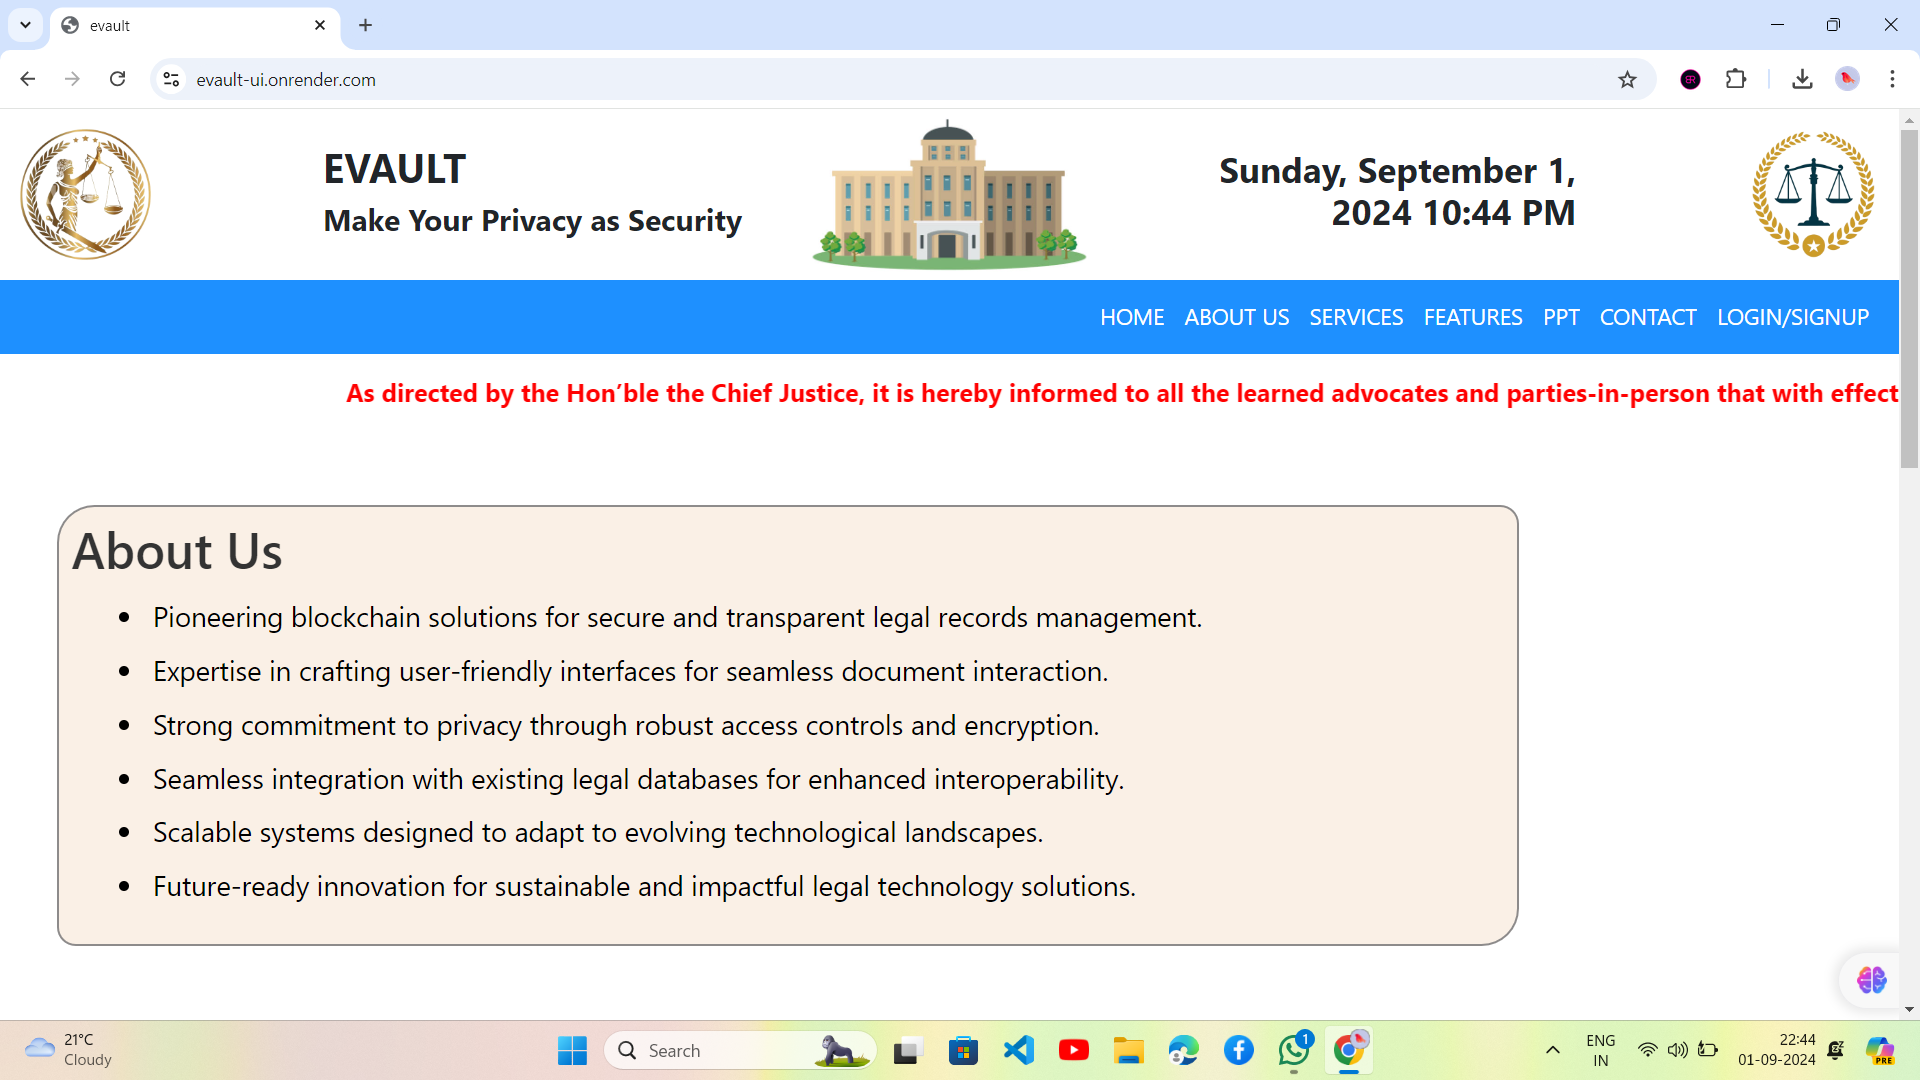 evault
evault-ui.onrender.com
EVAULT
Make Your Privacy as Security
Sunday, September 1,
2024 10:44 PM
HOME ABOUT US SERVICES FEATURES PPT CONTACT LOGIN/SIGNUP
As directed by the Hon’ble the Chief Justice, it is hereby informed to all the learned advocates and parties-in-person that with effect
About Us
Pioneering blockchain solutions for secure and transparent legal records management.
Expertise in crafting user-friendly interfaces for seamless document interaction.
Strong commitment to privacy through robust access controls and encryption.
Seamless integration with existing legal databases for enhanced interoperability.
Scalable systems designed to adapt to evolving technological landscapes.
Future-ready innovation for sustainable and impactful legal technology solutions.
21°C
Cloudy
Search
1
ENG
IN
22:44
01-09-2024
PRE